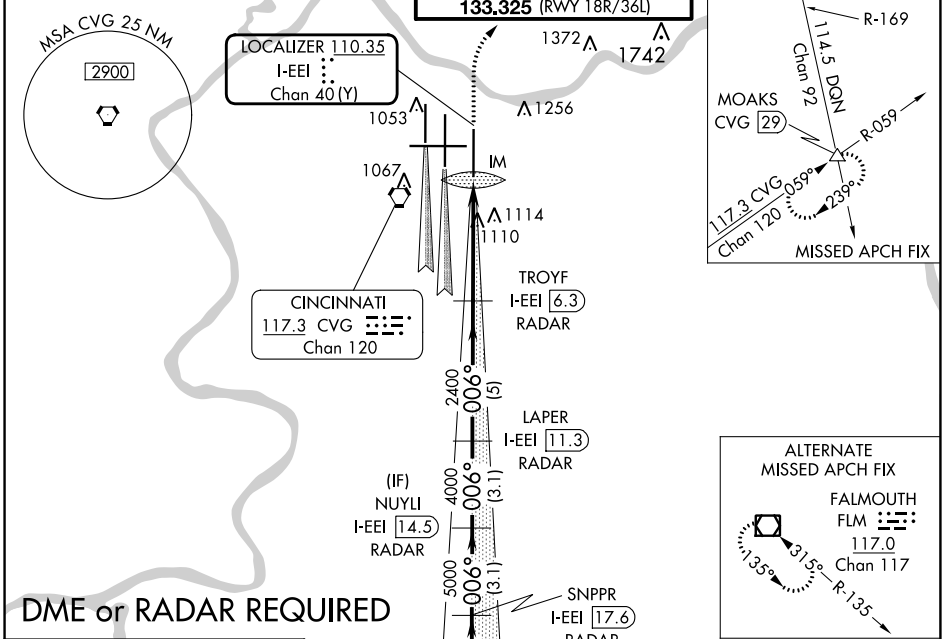 133.325 (RWY 18R/36L)
MSA CVG 25 NM
2900
LOCALIZER 110.35
I-EEI
Chan 40 (Y)
1372
1742
1053
1256
1067
IM
1114
1110
R-169
114.5 DQN
Chan 92
MOAKS
CVG 29
R-059
117.3 CVG
Chan 120
059°
239°
MISSED APCH FIX
CINCINNATI
117.3 CVG
Chan 120
TROYF
I-EEI 6.3
RADAR
2400
006°
(5)
LAPER
I-EEI 11.3
RADAR
4000
006°
(3.1)
(IF)
NUYLI
I-EEI 14.5
RADAR
5000
006°
(3.1)
SNPPR
I-EEI 17.6
RADAR
DME or RADAR REQUIRED
ALTERNATE
MISSED APCH FIX
FALMOUTH
FLM
117.0
Chan 117
135°
315°
R-135